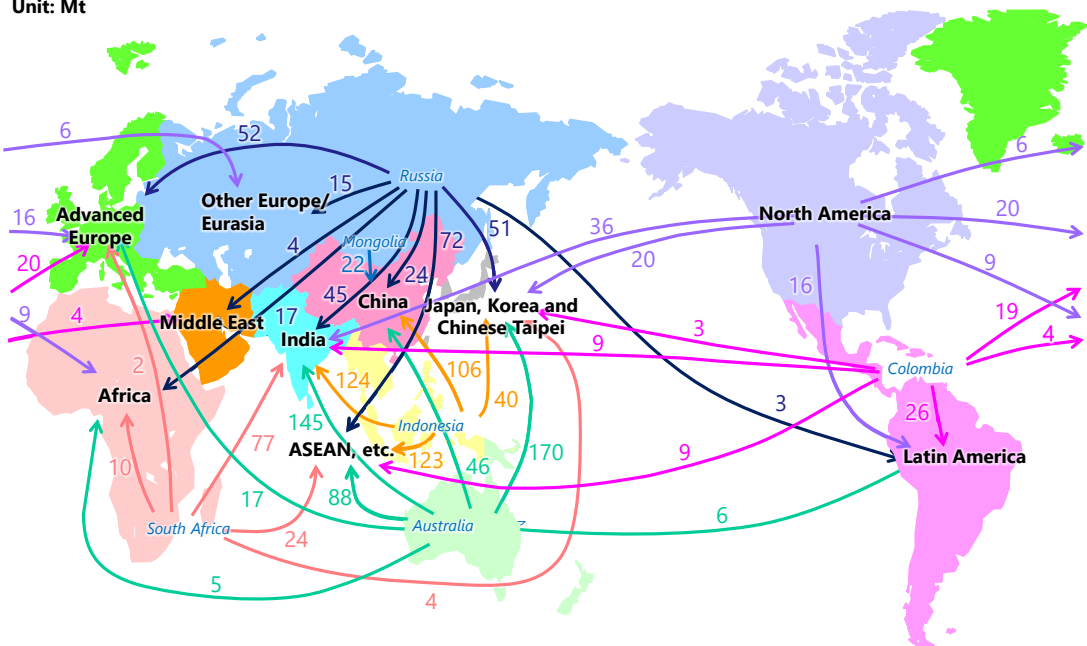 Unit: Mt
6
52
6
Russia
15
Other Europe/
Eurasia
Advanced
Europe
16
20
North America
20
36
51
72
Mongolia
4
22
24
20
9
9
4
45
China
Japan, Korea and
Chinese Taipei
16
19
Middle East
17
India
3
4
9
2
124
106
Colombia
Africa
40
3
26
145
Indonesia
77
ASEAN, etc.
123
170
9
Latin America
10
46
17
88
South Africa
Australia
6
24
5
4